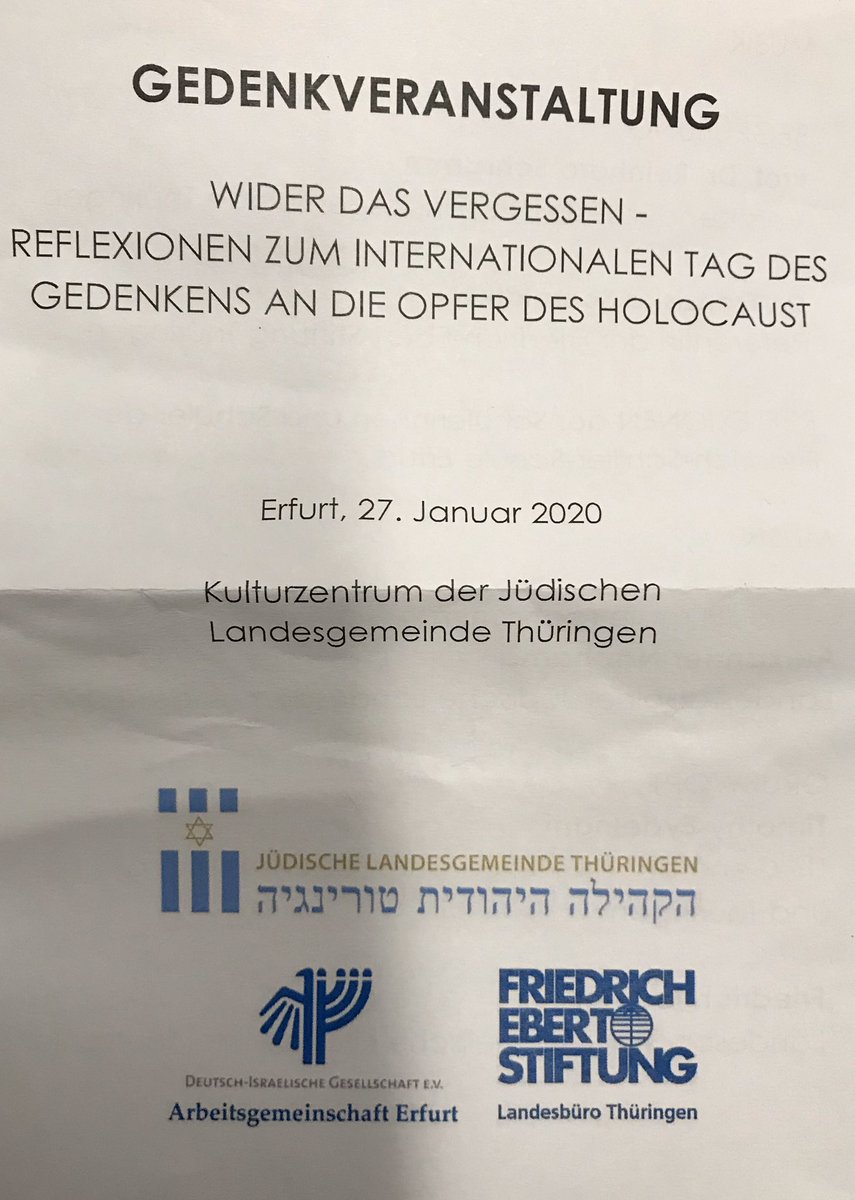 GEDENKVERANSTALTUNG
WIDER DAS VERGESSEN -
REFLEXIONEN ZUM INTERNATIONALEN TAG DES
GEDENKENS AN DIE OPFER DES HOLOCAUST
Erfurt, 27. Januar 2020
Kulturzentrum der Jüdischen
Landesgemeinde Thüringen
JÜDISCHE LANDESGEMEINDE THÜRINGEN
הקהילה היהודית טורינגיה
DEUTSCH-ISRAELISCHE GESELLSCHAFT E.V.
Arbeitsgemeinschaft Erfurt
FRIEDRICH
EBERT
STIFTUNG
Landesbüro Thüringen